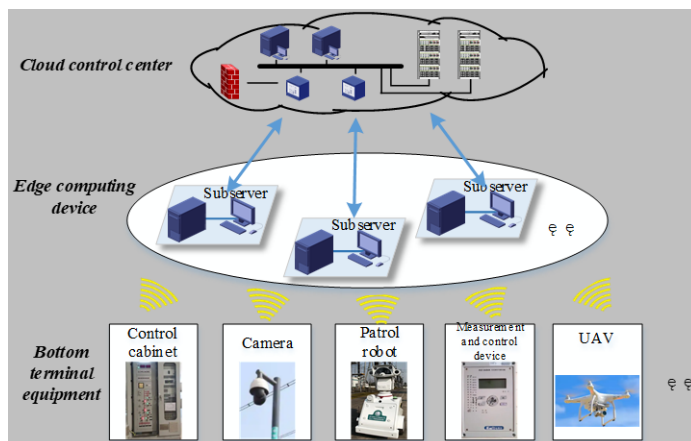 Cloud control center
Edge computing
device
Subserver
Subserver
Subserver
ę ę
Bottom
terminal
equipment
Control
cabinet
Camera
Patrol
robot
Measurement
and control
device
UAV
ę ę